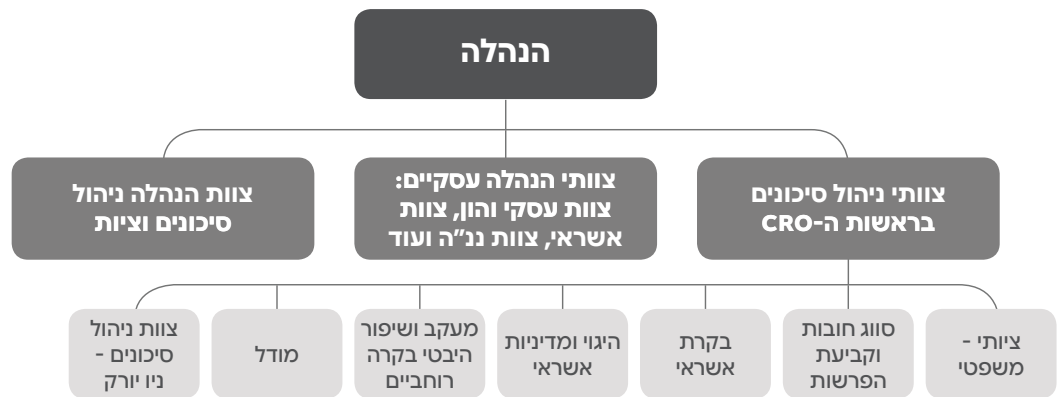 הנהלה
צוותי ניהול סיכונים
בראשות ה-CRO
צוותי הנהלה עסקיים:
צוות עסקי והון, צוות
אשראי, צוות ננ"ה ועוד
צוות הנהלה ניהול
סיכונים וציות
ציותי -
משפטי
סווג חובות
וקביעת
הפרשות
בקרת
אשראי
היגוי ומדיניות
אשראי
מעקב ושיפור
היבטי בקרה
רוחביים
מודל
צוות ניהול
סיכונים -
ניו יורק